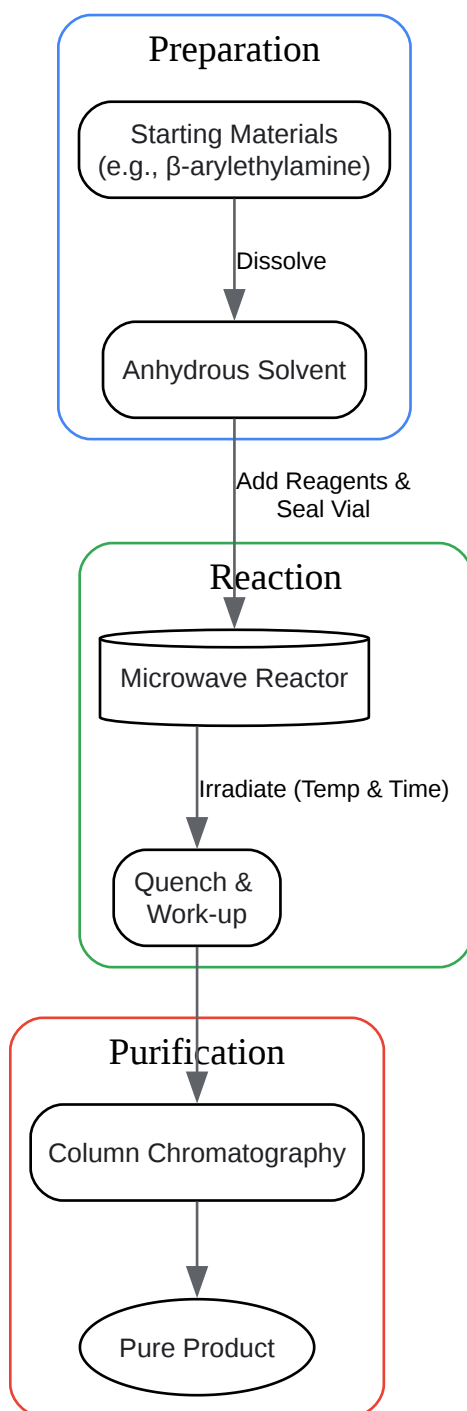 Preparation
Starting Materials
(e.g., β-arylethylamine)
Dissolve
Anhydrous Solvent
Add Reagents &
Seal Vial
Reaction
Microwave Reactor
Irradiate (Temp & Time)
Quench &
Work-up
Purification
Column Chromatography
Pure Product